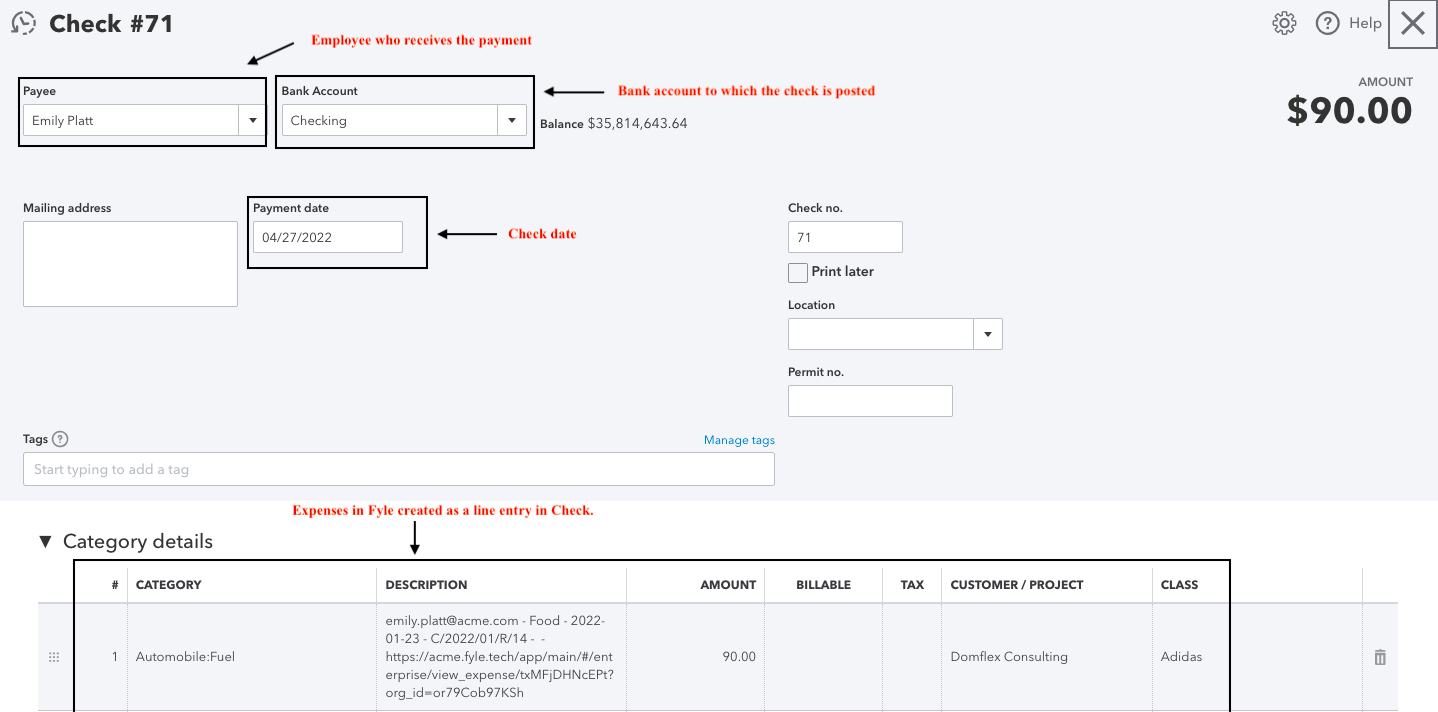 Check #71
Help
Employee who receives the payment
Payee
Emily Platt
Bank Account
Checking
Bank account to which the check is posted
Balance $35,814,643.64
AMOUNT
$90.00
Mailing address
Payment date
04/27/2022
Check date
Check no.
71
Print later
Location
Permit no.
Tags ?
Manage tags
Start typing to add a tag
Expenses in Fyle created as a line entry in Check.
Category details
# CATEGORY DESCRIPTION AMOUNT BILLABLE TAX CUSTOMER / PROJECT CLASS
1 Automobile:Fuel
emily.platt@acme.com - Food - 2022-
01-23 - C/2022/01/R/14 - -
https://acme.fyle.tech/app/main/#/ent
erprise/view_expense/txMFjDHNcEPt?
org_id=or79Cob97KSh
90.00 Domflex Consulting Adidas